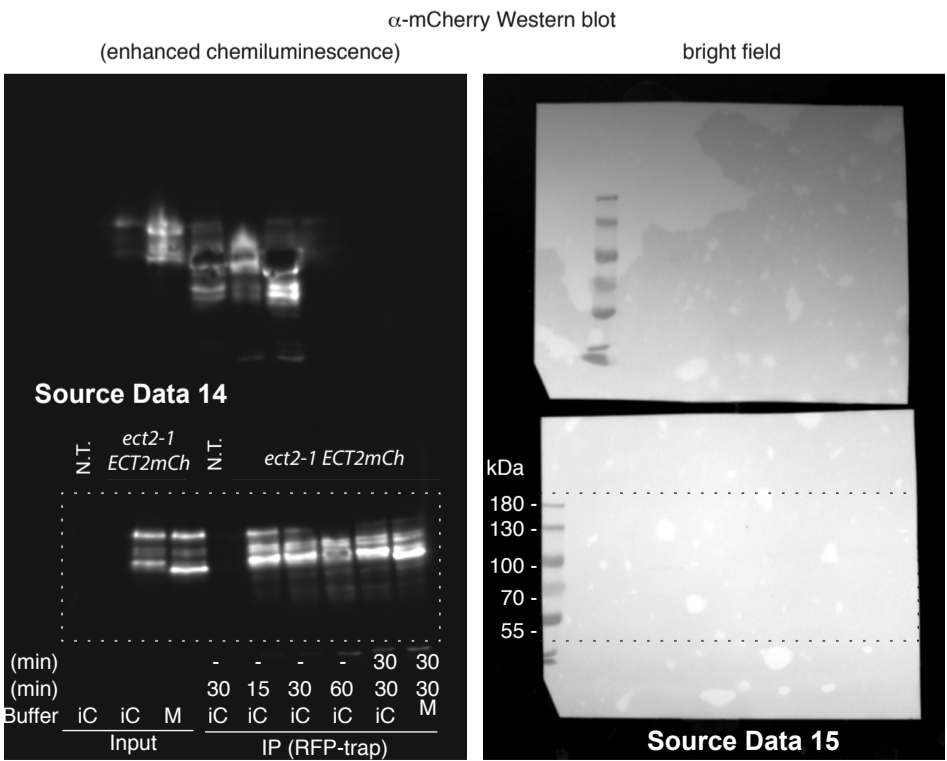 α-mCherry Western blot
(enhanced chemiluminescence)
bright field
Source Data 14
N.T.
ect2-1
ECT2mCh
N.T.
ect2-1 ECT2mCh
kDa
180 -
130 -
100 -
70 -
55 -
(min) - - - - 30 30
(min) 30 15 30 60 30 30
Buffer iC iC M iC iC iC iC iC M
Input
IP (RFP-trap)
Source Data 15